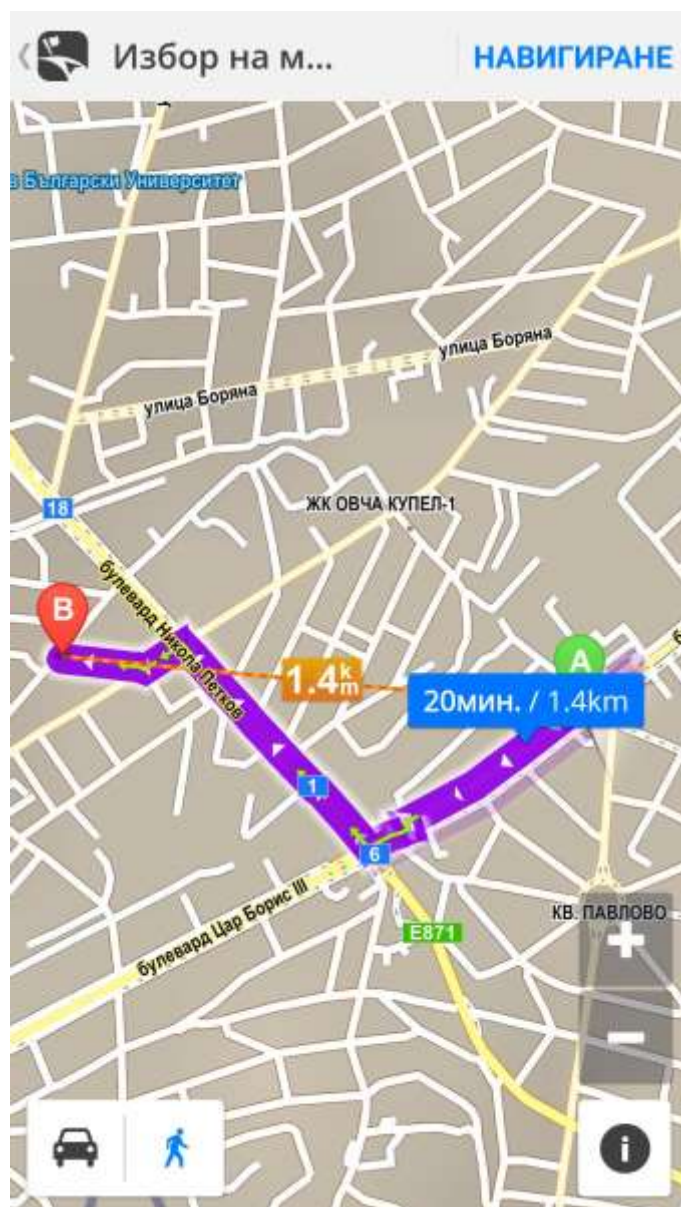 Избор на м...
НАВИГИРАНЕ
в Български Университет
улица Боряна
улица Боряна
18
ЖК ОВЧА КУПЕЛ-1
булевард Никола Петков
B
A
6
1.4km
20мин. / 1.4km
1
6
булевард Цар Борис III
E871
КВ. ПАВЛОВО